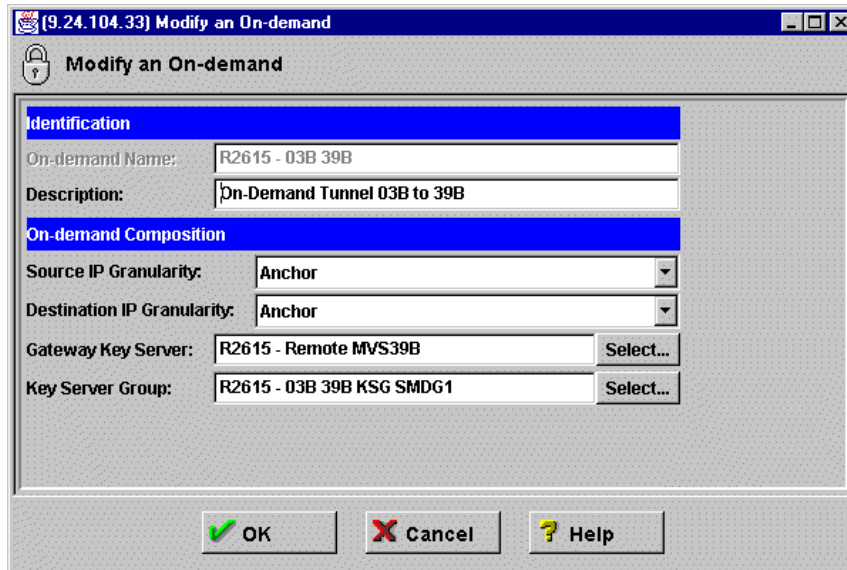 (9.24.104.33) Modify an On-demand
Modify an On-demand
Identification
On-demand Name: R2615 - 03B 39B
Description: On-Demand Tunnel 03B to 39B
On-demand Composition
Source IP Granularity: Anchor
Destination IP Granularity: Anchor
Gateway Key Server: R2615 - Remote MVS39B Select...
Key Server Group: R2615 - 03B 39B KSG SMDG1 Select...
OK Cancel Help